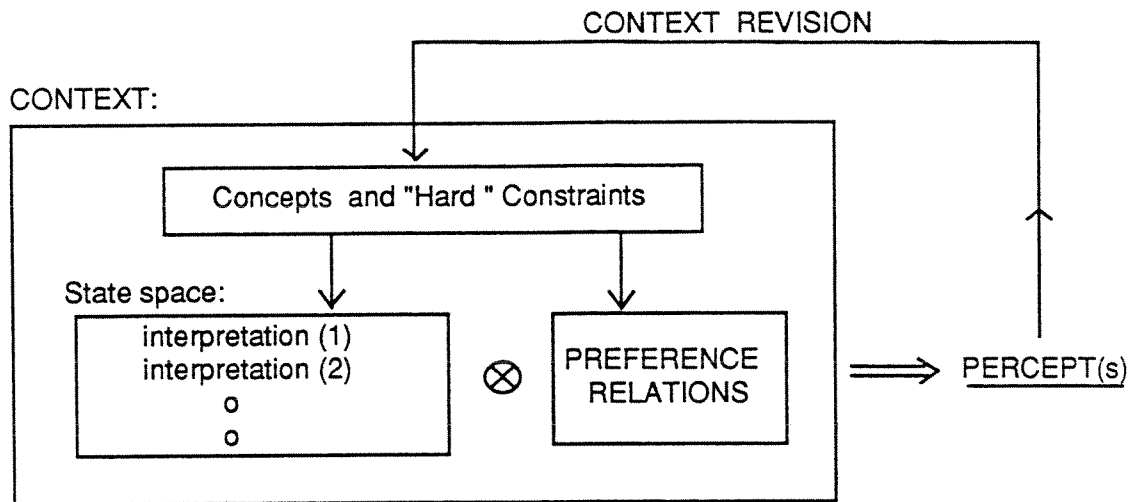 CONTEXT REVISION
CONTEXT:
Concepts and "Hard " Constraints
State space:
interpretation (1)
interpretation (2)
o
o
⊗
PREFERENCE
RELATIONS
PERCEPT(s)